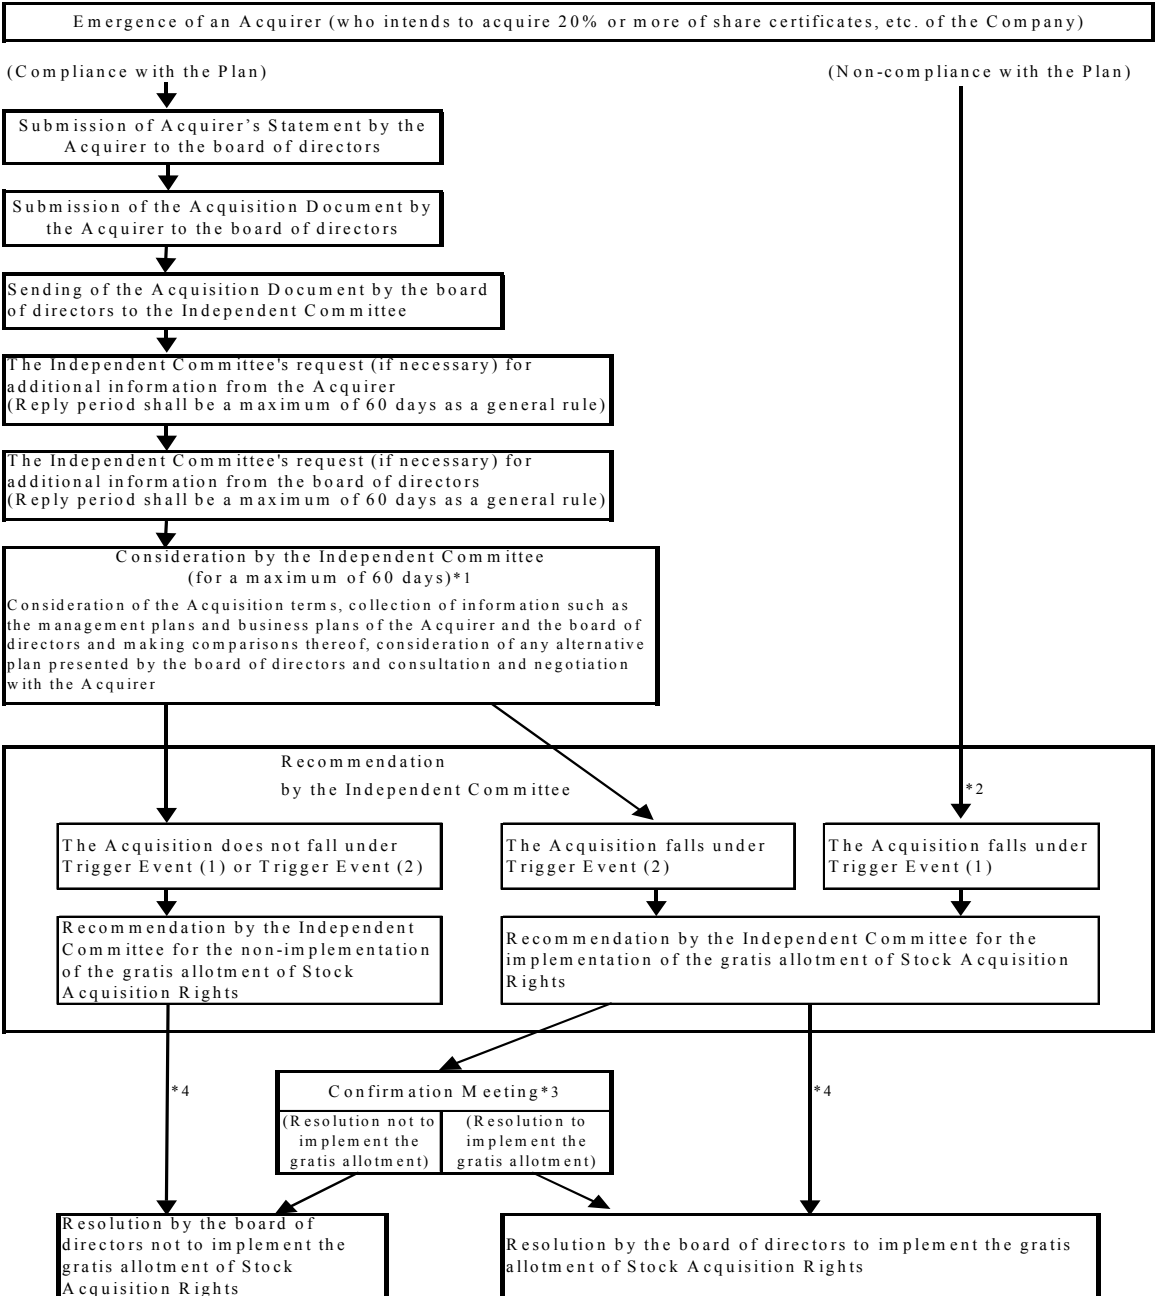 Emergence of an Acquirer (who intends to acquire 20% or more of share certificates, etc. of the Company)
(Compliance with the Plan)
(Non-compliance with the Plan)
Submission of Acquirer’s Statement by the
Acquirer to the board of directors
Submission of the Acquisition Document by
the Acquirer to the board of directors
Sending of the Acquisition Document by the board
of directors to the Independent Committee
The Independent Committee's request (if necessary) for
additional information from the Acquirer
(Reply period shall be a maximum of 60 days as a general rule)
The Independent Committee's request (if necessary) for
additional information from the board of directors
(Reply period shall be a maximum of 60 days as a general rule)
Consideration by the Independent Committee
(for a maximum of 60 days)*1
Consideration of the Acquisition terms, collection of information such as
the management plans and business plans of the Acquirer and the board of
directors and making comparisons thereof, consideration of any alternative
plan presented by the board of directors and consultation and negotiation
with the Acquirer
Recommendation
by the Independent Committee
*2
The Acquisition does not fall under
Trigger Event (1) or Trigger Event (2)
The Acquisition falls under
Trigger Event (2)
The Acquisition falls under
Trigger Event (1)
Recommendation by the Independent
Committee for the non-implementation
of the gratis allotment of Stock
Acquisition Rights
Recommendation by the Independent Committee for the
implementation of the gratis allotment of Stock Acquisition
Rights
*4
Confirmation Meeting*3
*4
(Resolution not to
implement the
gratis allotment)
(Resolution to
implement the
gratis allotment)
Resolution by the board of
directors not to implement the
gratis allotment of Stock
Acquisition Rights
Resolution by the board of directors to implement the gratis
allotment of Stock Acquisition Rights